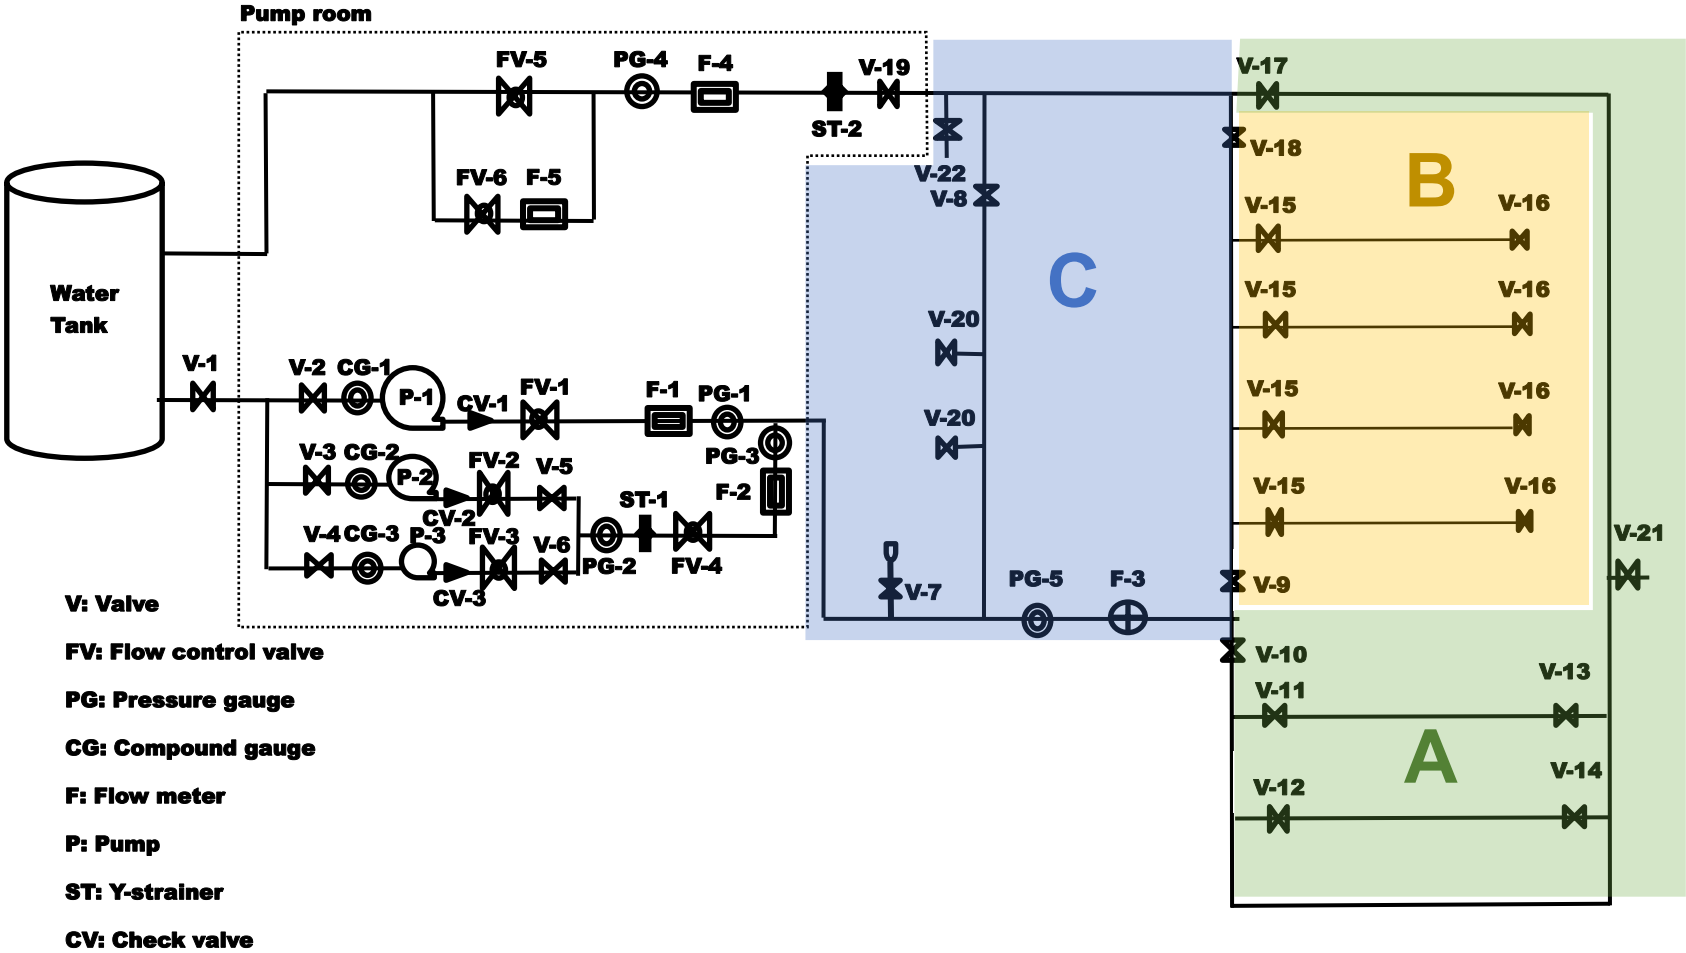 Pump room
FV-5
PG-4
F-4
V-19
V-17
ST-2
V-18
V-22
V-8
FV-6
F-5
B
V-15
V-16
C
Water
Tank
V-15
V-16
V-20
V-1
V-2
CG-1
P-1
CV-1
FV-1
F-1
PG-1
V-15
V-16
V-20
V-3
CG-2
P-2
CV-2
FV-2
V-5
PG-3
F-2
ST-1
V-15
V-16
V-4
CG-3
P-3
CV-3
FV-3
V-6
PG-2
FV-4
V-21
V-7
PG-5
F-3
V-9
V-10
V-11
V-13
A
V-12
V-14
V: Valve
FV: Flow control valve
PG: Pressure gauge
CG: Compound gauge
F: Flow meter
P: Pump
ST: Y-strainer
CV: Check valve